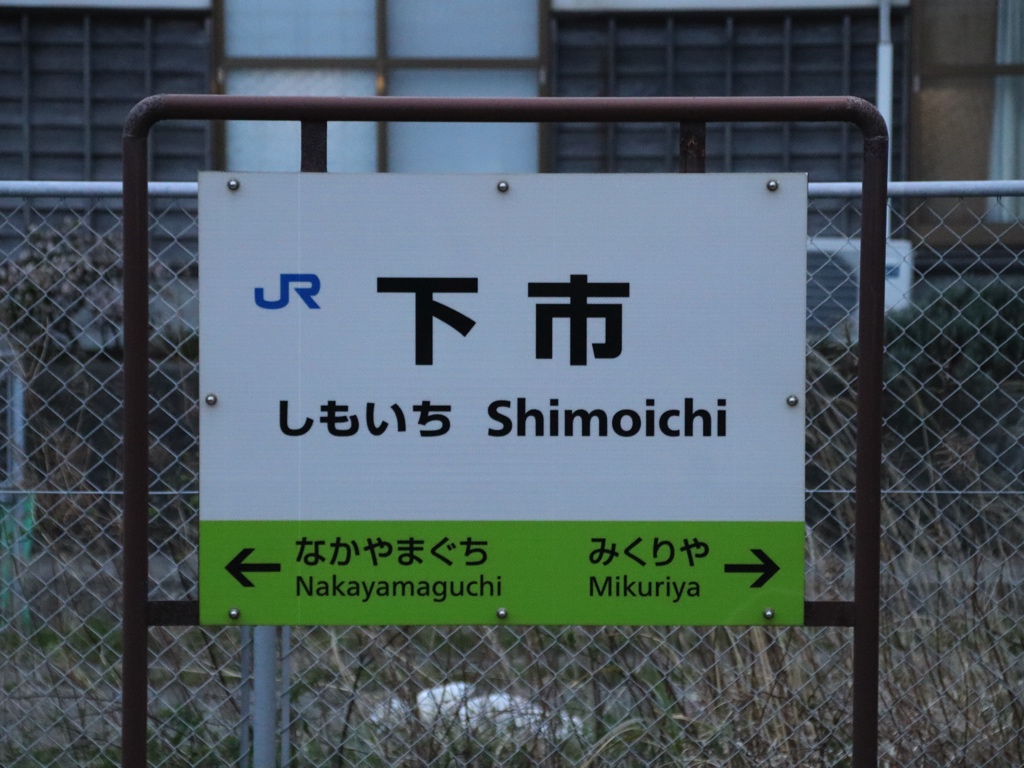 JR 下市
しもいち Shimoichi
← なかやまぐち みくりや →
Nakayamaguchi Mikuriya